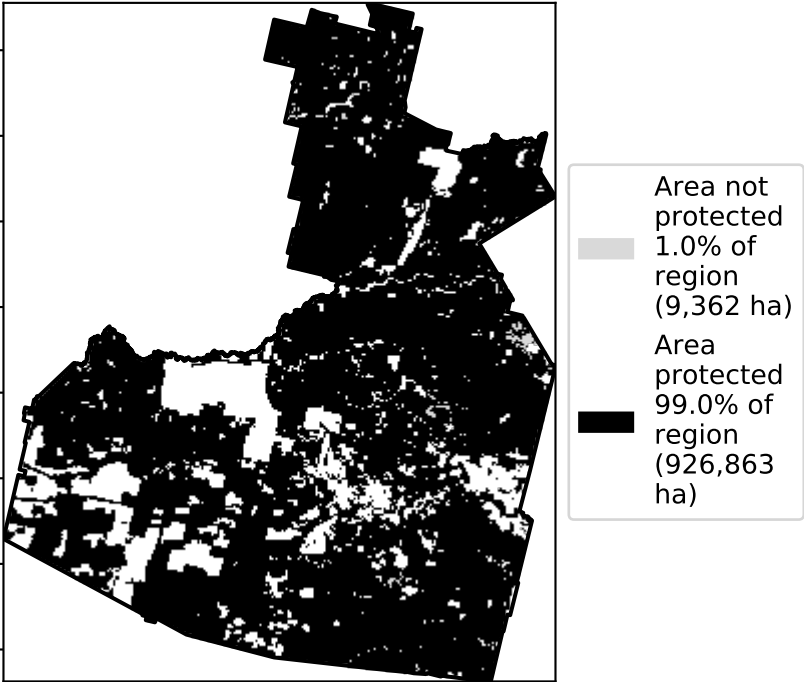 Area not
protected
1.0% of
region
(9,362 ha)
Area
protected
99.0% of
region
(926,863
ha)